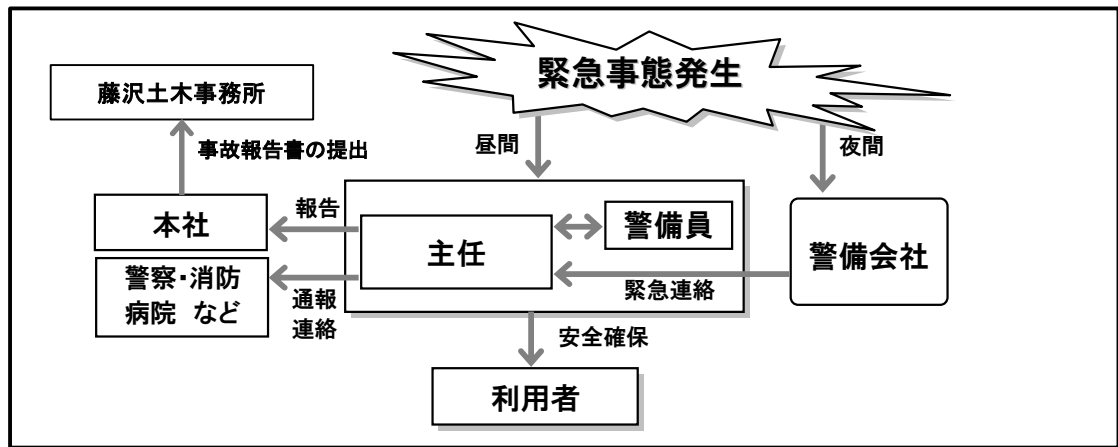 緊急事態発生
藤沢土木事務所
事故報告書の提出
昼間
夜間
本社
報告
主任
警備員
警備会社
警察・消防
病院 など
通報
連絡
緊急連絡
安全確保
利用者